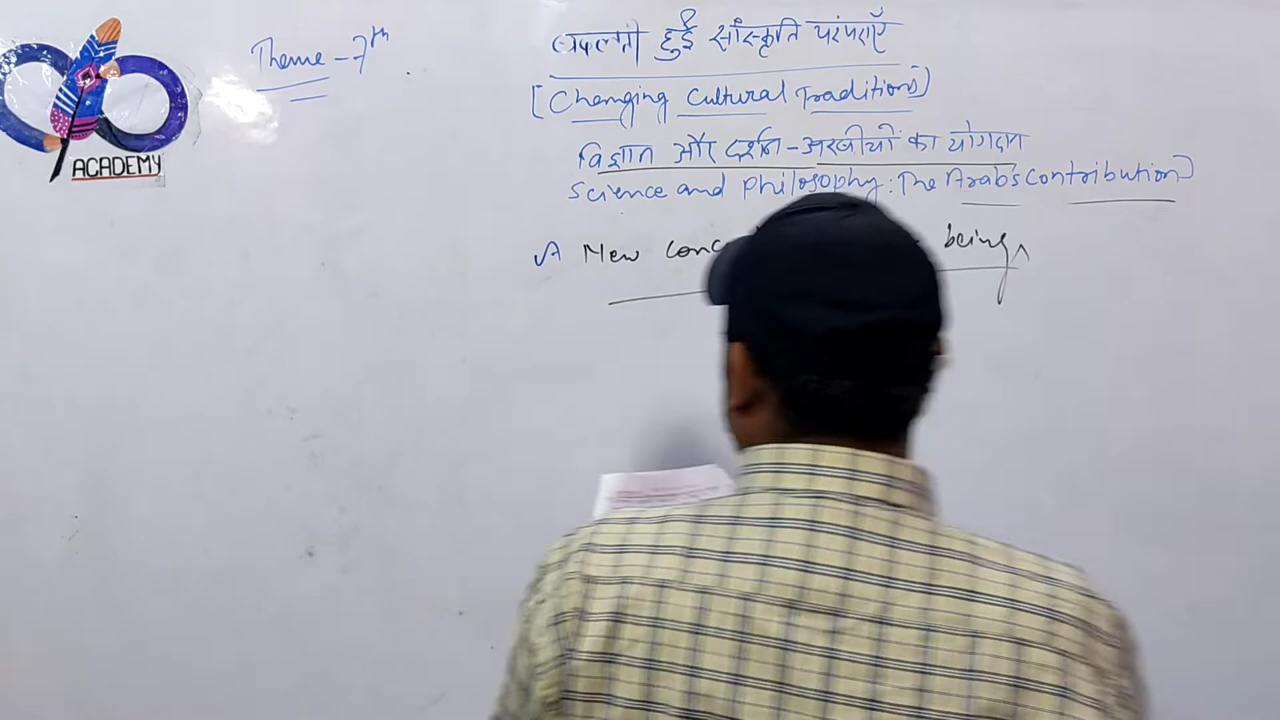 ACADEMY
Theme - 7th
बदलती हुई सांस्कृति परंपराएँ
[Changing Cultural Traditions]
विज्ञान और दर्शन - अरबीयों का योगदान
Science and philosophy: The Arab's Contribution]
A New being